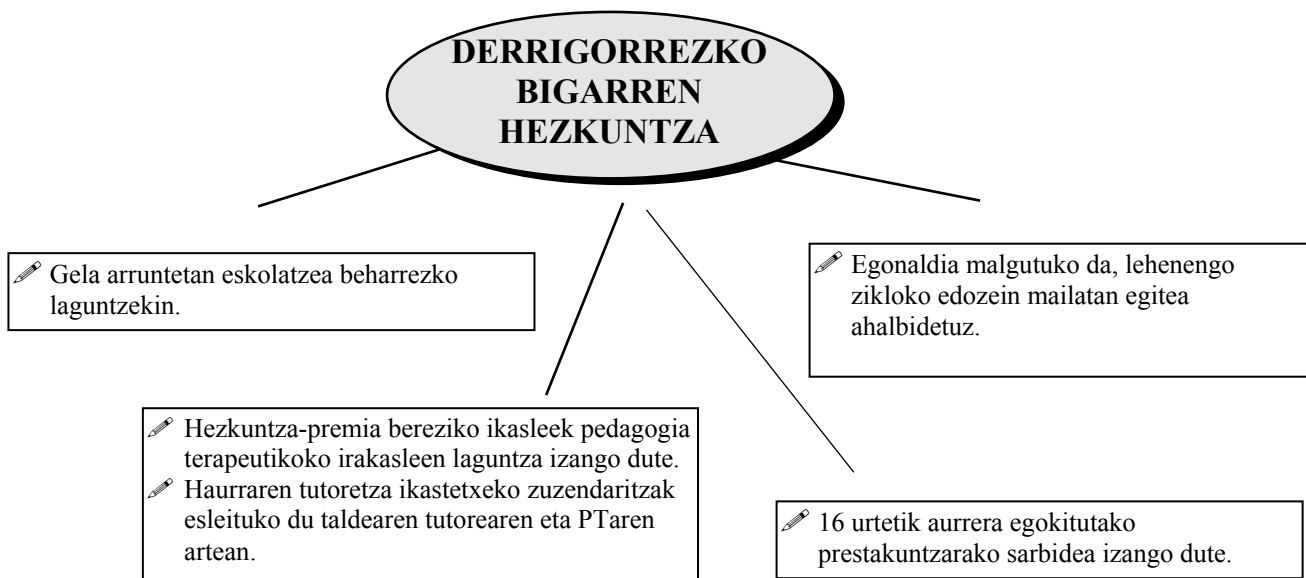 DERRIGORREZKO
BIGARREN
HEZKUNTZA
Gela arruntetan eskolatzea beharrezko
laguntzekin.
Egonaldia malgutuko da, lehenengo
zikloko edozein mailatan egitea
ahalbidetuz.
Hezkuntza-premia bereziko ikasleek pedagogia
terapeutikoko irakasleen laguntza izango dute.
Haurraren tutoretza ikastetxeko zuzendaritzak
esleituko du taldearen tutorearen eta PTaren
artean.
16 urtetik aurrera egokitutako
prestakuntzarako sarbidea izango dute.